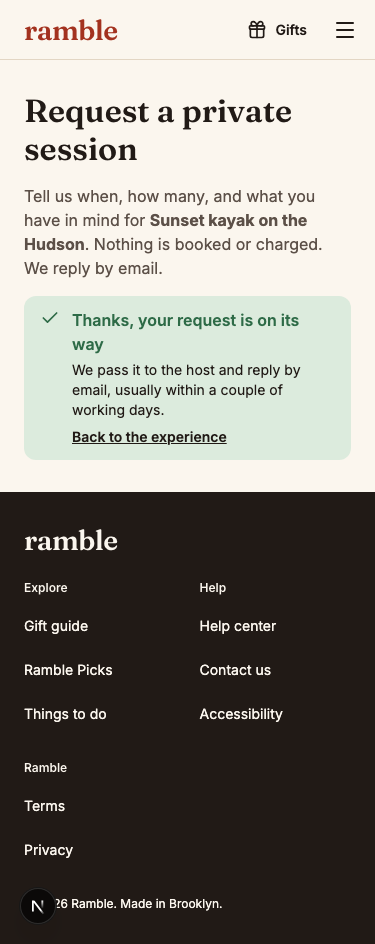 ramble
Gifts
Request a private
session
Tell us when, how many, and what you
have in mind for Sunset kayak on the
Hudson. Nothing is booked or charged.
We reply by email.
Thanks, your request is on its
way
We pass it to the host and reply by
email, usually within a couple of
working days.
Back to the experience
ramble
Explore
Gift guide
Ramble Picks
Things to do
Help
Help center
Contact us
Accessibility
Ramble
Terms
Privacy
N
Ramble. Made in Brooklyn.